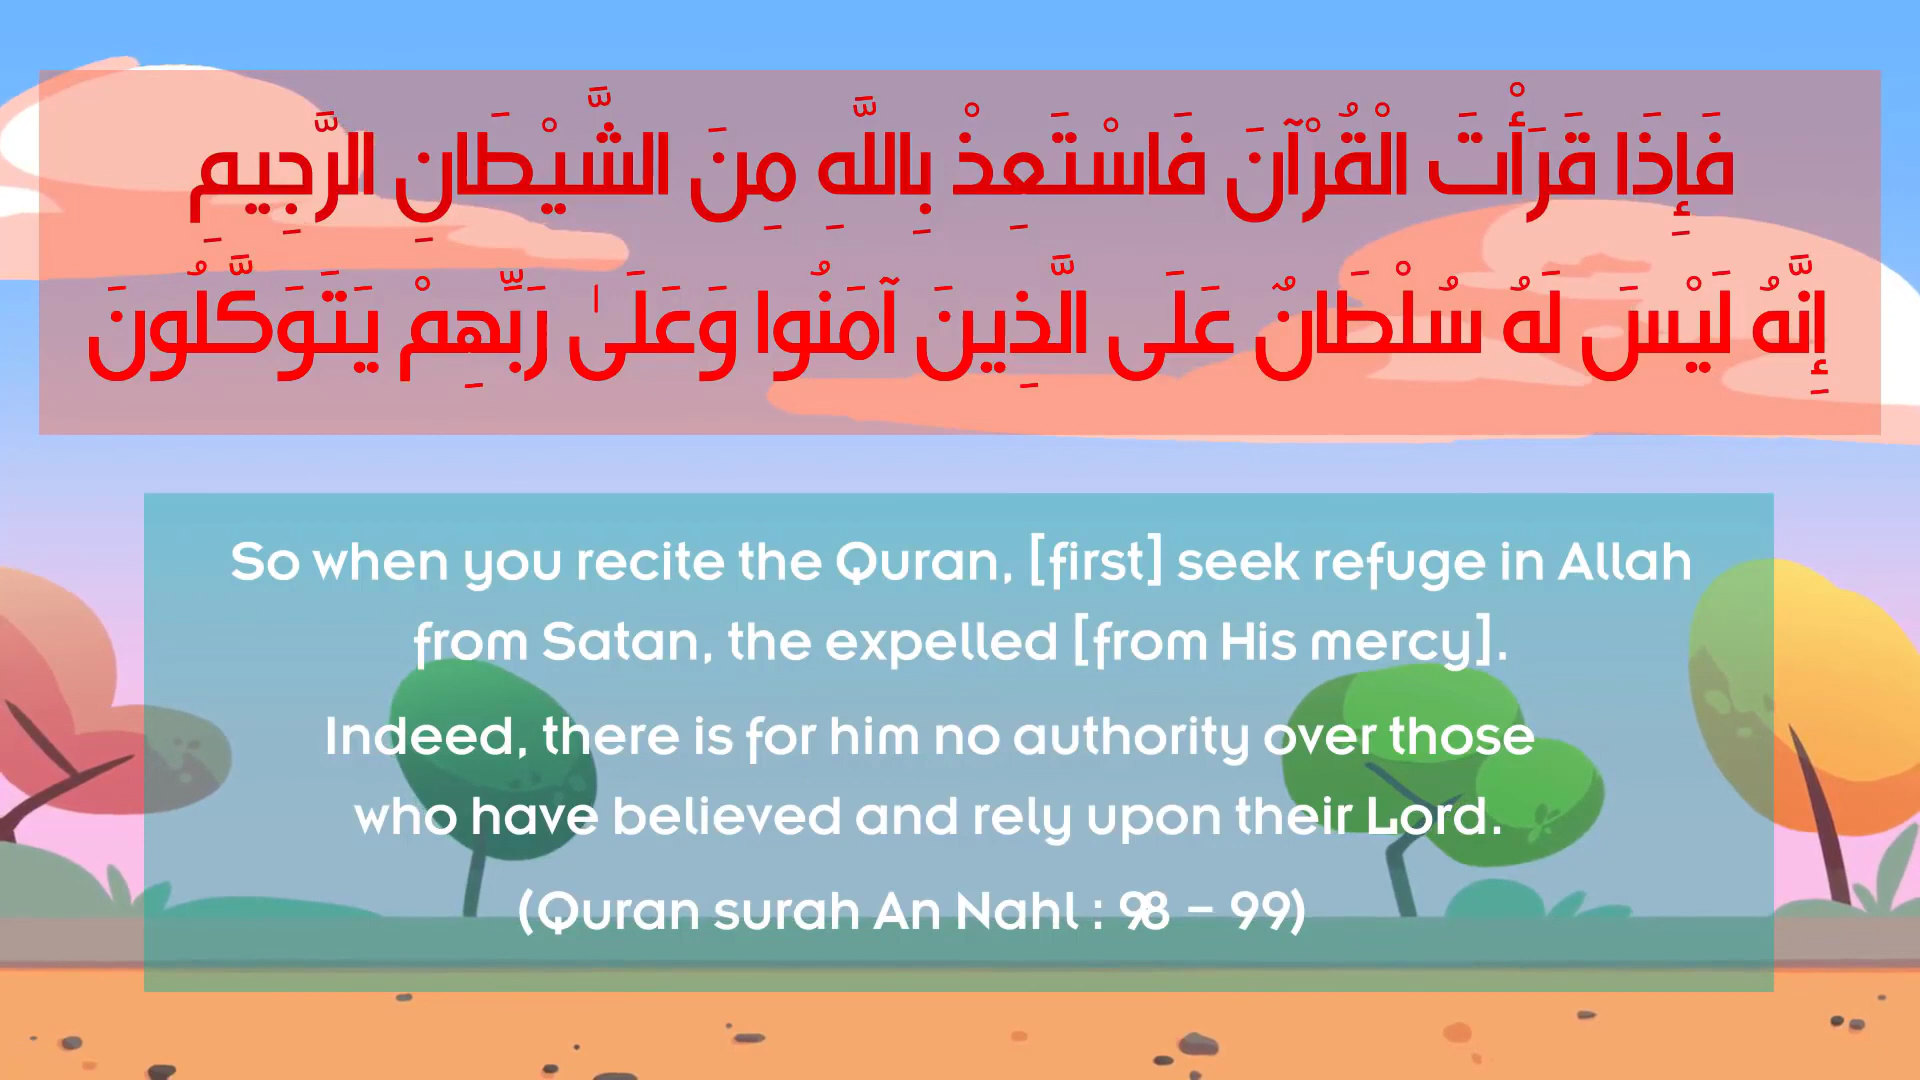 فَإِذَا قَرَأْتَ الْقُرْآنَ فَاسْتَعِذْ بِاللَّهِ مِنَ الشَّيْطَانِ الرَّجِيمِ
إِنَّهُ لَيْسَ لَهُ سُلْطَانٌ عَلَى الَّذِينَ آمَنُوا وَعَلَىٰ رَبِّهِمْ يَتَوَكَّلُونَ
So when you recite the Quran, [first] seek refuge in Allah
from Satan, the expelled [from His mercy].
Indeed, there is for him no authority over those
who have believed and rely upon their Lord.
(Quran surah An Nahl : 98 – 99)